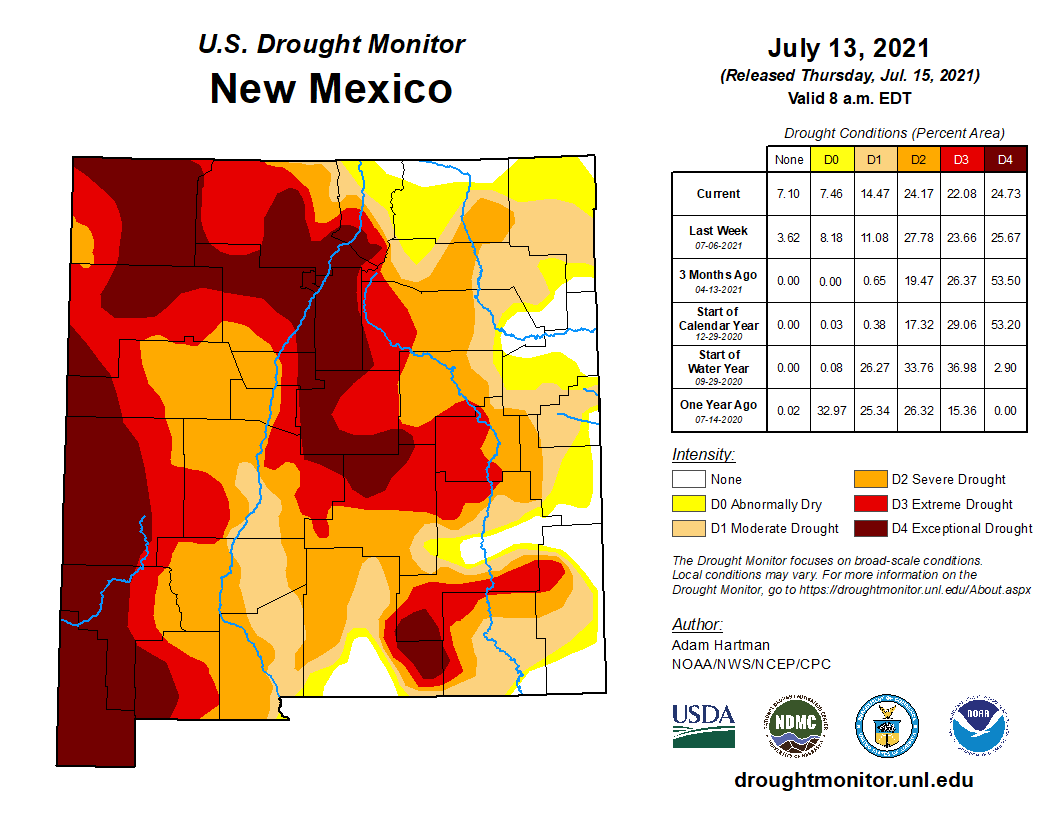 U.S. Drought Monitor
New Mexico
July 13, 2021
(Released Thursday, Jul. 15, 2021)
Valid 8 a.m. EDT
Drought Conditions (Percent Area)
None D0 D1 D2 D3 D4
Current 7.10 7.46 14.47 24.17 22.08 24.73
Last Week
07-06-2021
3.62 8.18 11.08 27.78 23.66 25.67
3 Months Ago
04-13-2021
0.00 0.00 0.65 19.47 26.37 53.50
Start of
Calendar Year
12-29-2020
0.00 0.03 0.38 17.32 29.06 53.20
Start of
Water Year
09-29-2020
0.00 0.08 26.27 33.76 36.98 2.90
One Year Ago
07-14-2020
0.02 32.97 25.34 26.32 15.36 0.00
Intensity:
None
D0 Abnormally Dry
D1 Moderate Drought
D2 Severe Drought
D3 Extreme Drought
D4 Exceptional Drought
The Drought Monitor focuses on broad-scale conditions.
Local conditions may vary. For more information on the
Drought Monitor, go to https://droughtmonitor.unl.edu/About.aspx
Author:
Adam Hartman
NOAA/NWS/NCEP/CPC
USDA
NDMC
NOAA
droughtmonitor.unl.edu